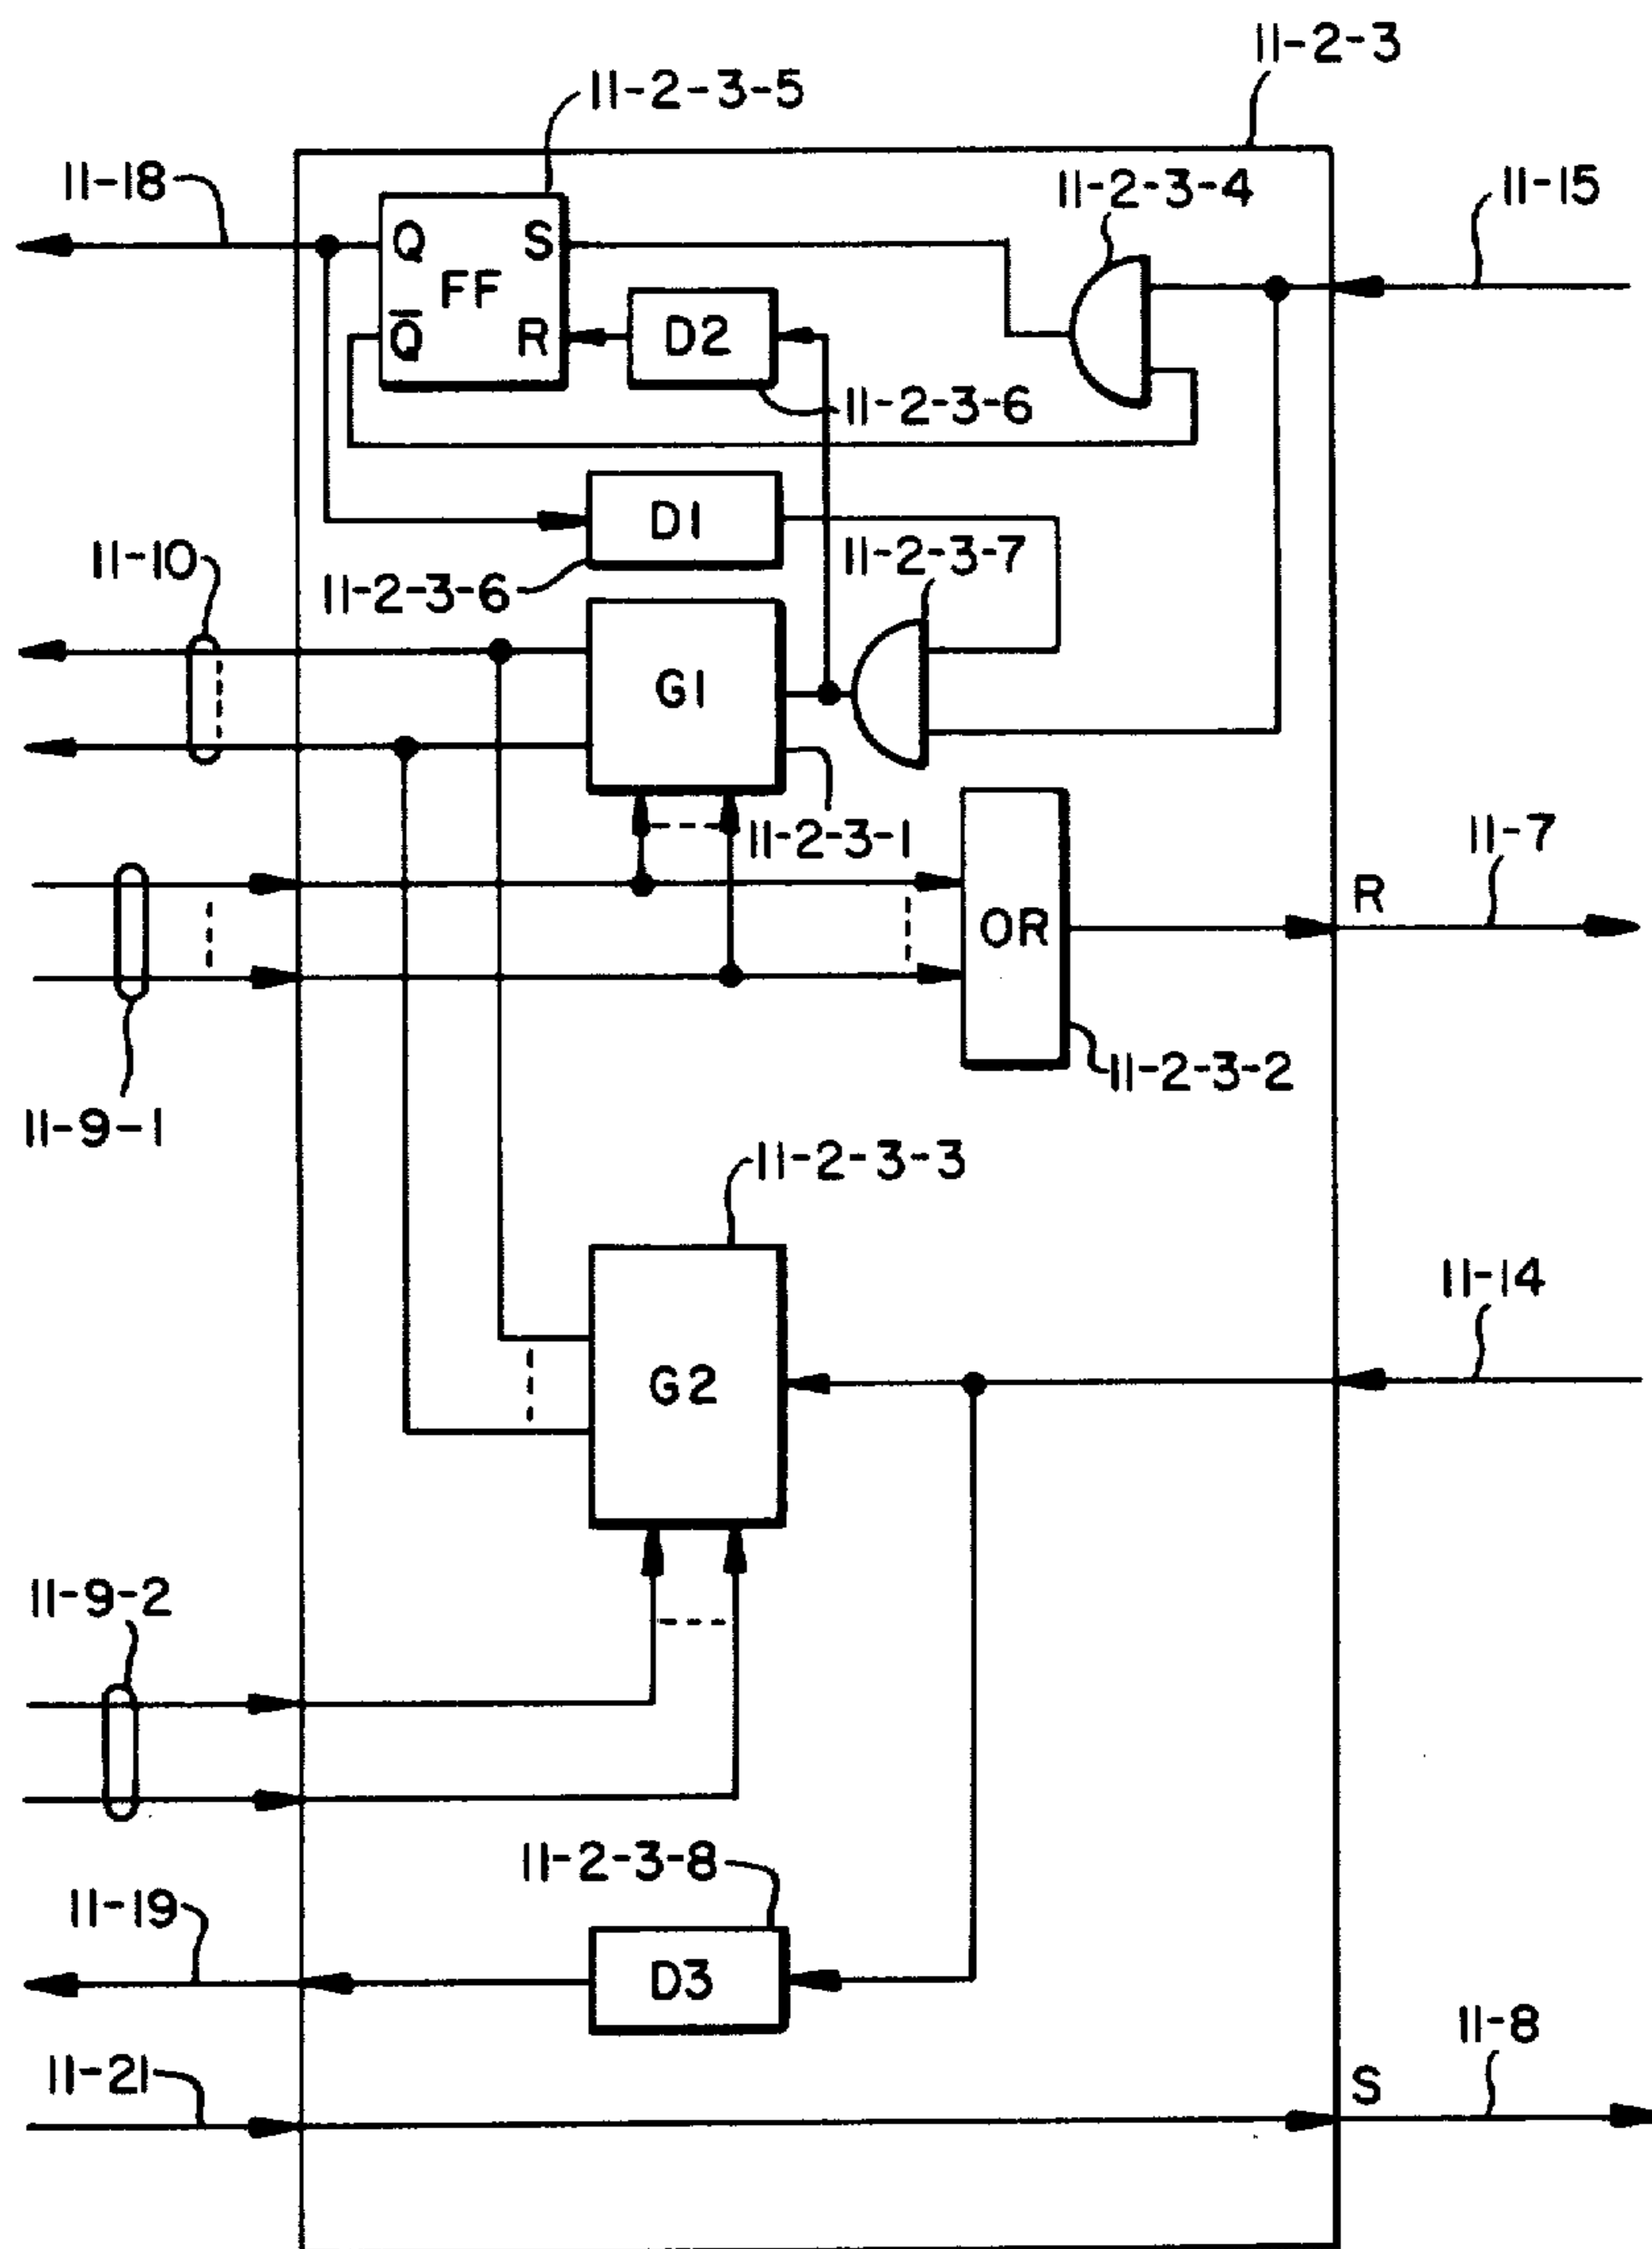 11-2-3
11-2-3-5
11-18
11-2-3-4
11-15
Q
S
FF
Q̅
R
D2
11-2-3-6
D1
11-10
11-2-3-7
11-2-3-6
G1
11-2-3-1
11-7
R
OR
11-2-3-2
11-9-1
11-2-3-3
11-14
G2
11-9-2
11-2-3-8
11-19
D3
11-8
11-21
S